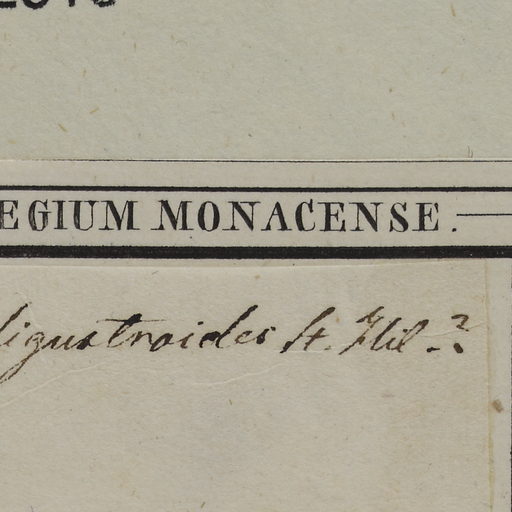 EGIUM MONACENSE.
ligustroides St. Hil.?